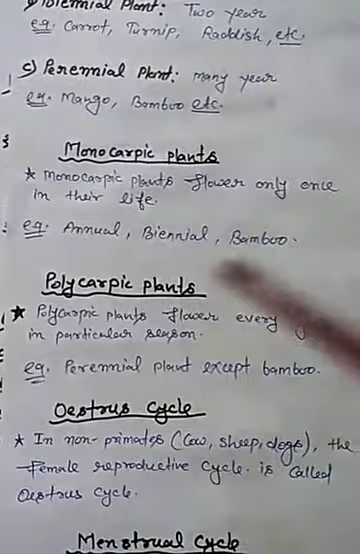 Biennial Plant: Two year
e.g. Carrot, Turnip, Raddish, etc.
c) Perennial Plant: many year
eg. Mango, Bamboo etc.
Monocarpic plants
★ monocarpic plants flower only once
in their life.
eg. Annual, Biennial, Bamboo.
Polycarpic plants
★ Polycarpic plants flower every
in particular season.
eg. Perennial plant except bamboo.
Oestrus Cycle
★ In non-primates (Cow, sheep, dogs), the
Female reproductive cycle. is called
Oestrus cycle.
Menstrual Cycle